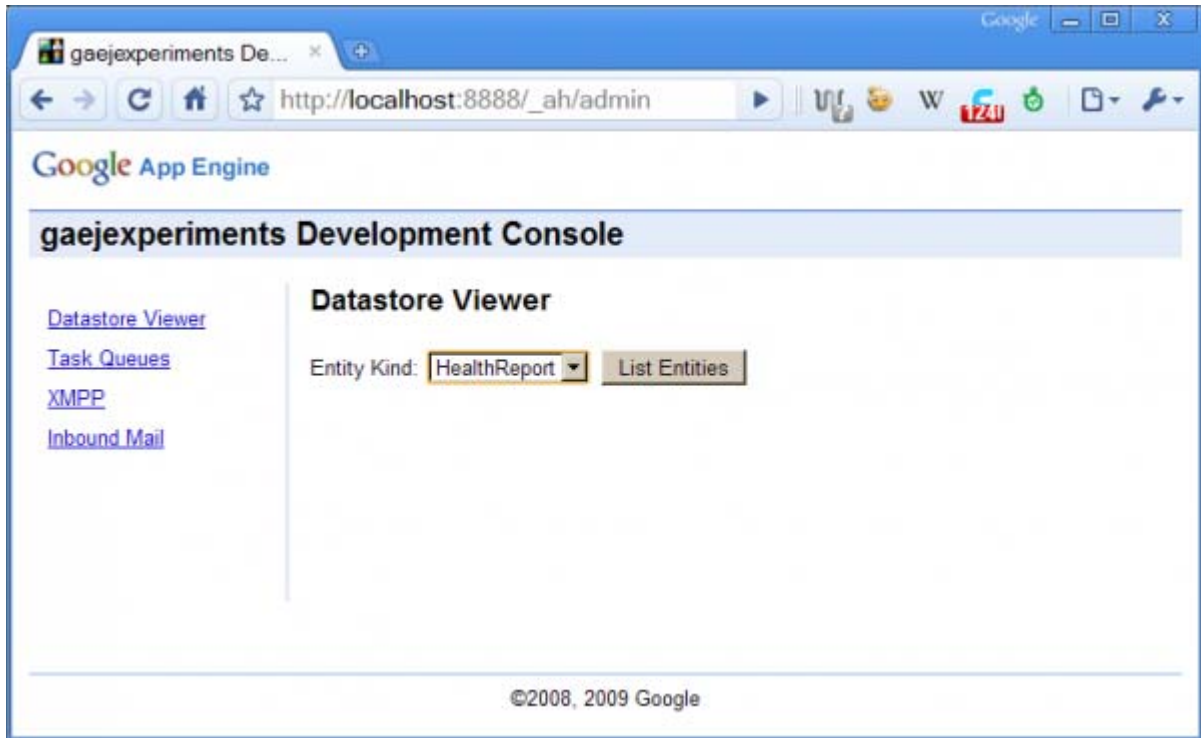 Google
gaejexperiments De...
http://localhost:8888/_ah/admin
W
Google App Engine
gaejexperiments Development Console
Datastore Viewer
Task Queues
XMPP
Inbound Mail
Datastore Viewer
Entity Kind: HealthReport List Entities
©2008, 2009 Google